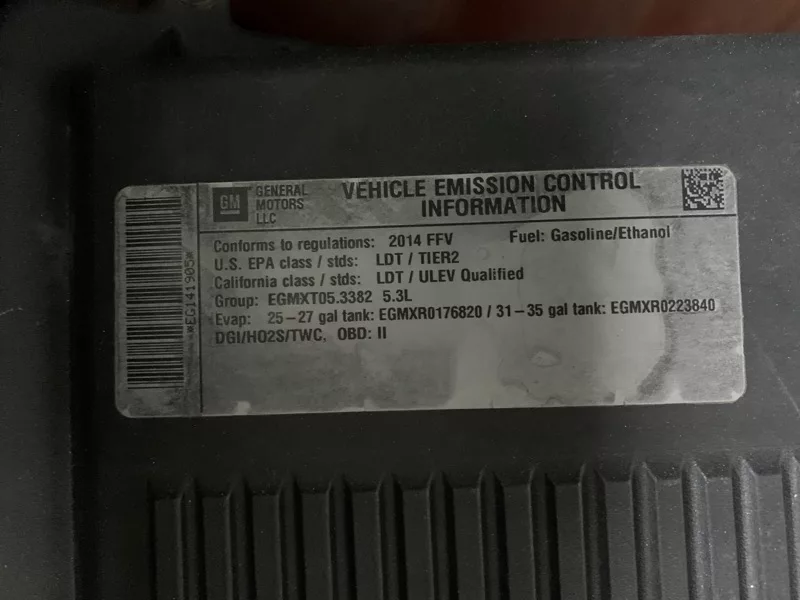 *EG141905*
GM
GENERAL
MOTORS
LLC
VEHICLE EMISSION CONTROL
INFORMATION
Conforms to regulations: 2014 FFV Fuel: Gasoline/Ethanol
U.S. EPA class / stds: LDT / TIER2
California class / stds: LDT / ULEV Qualified
Group: EGMXT05.3382 5.3L
Evap: 25-27 gal tank: EGMXR0176820 / 31-35 gal tank: EGMXR0223840
DGI/HO2S/TWC, OBD: II